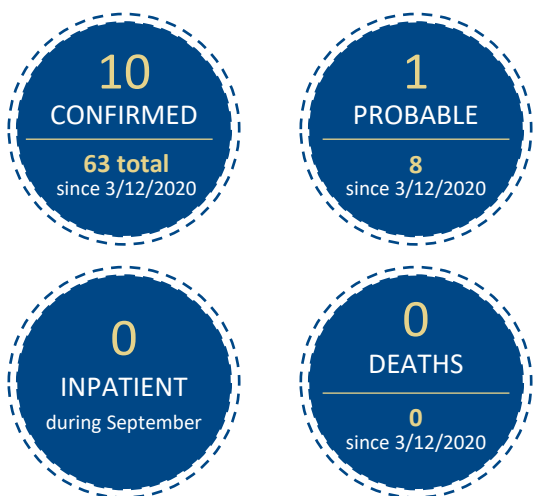 10
CONFIRMED
63 total
since 3/12/2020
1
PROBABLE
8
since 3/12/2020
0
INPATIENT
during September
0
DEATHS
0
since 3/12/2020